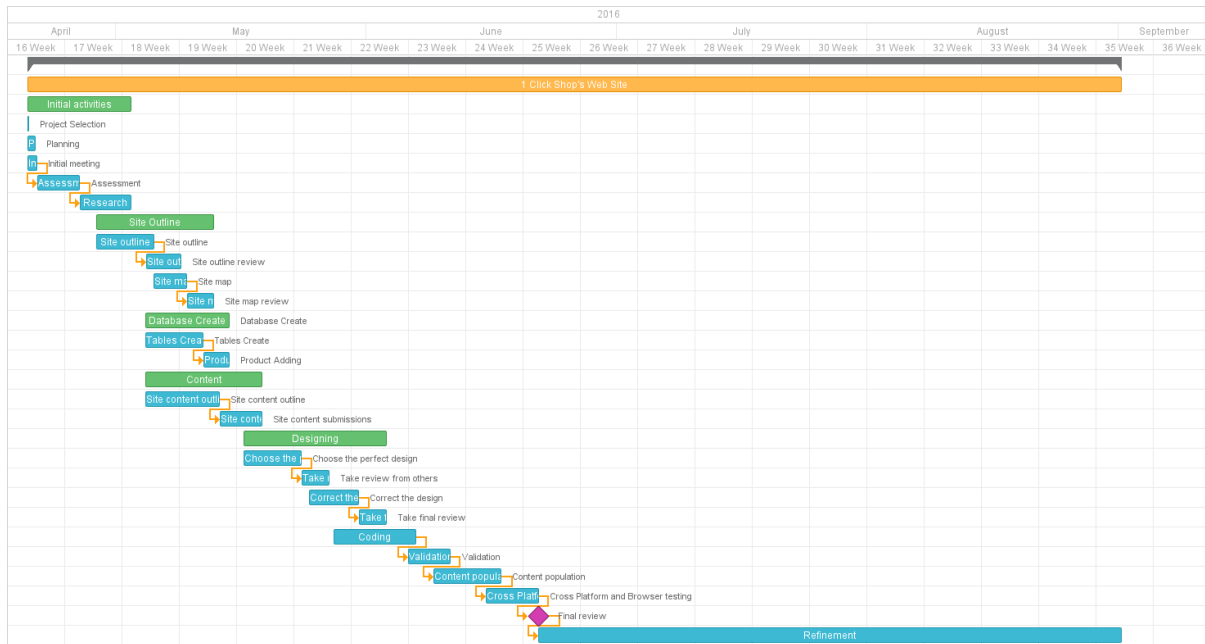 2016
April May June July August September
16 Week 17 Week 18 Week 19 Week 20 Week 21 Week 22 Week 23 Week 24 Week 25 Week 26 Week 27 Week 28 Week 29 Week 30 Week 31 Week 32 Week 33 Week 34 Week 35 Week 36 Week
1 Click Shop's Web Site
Initial activities
Project Selection
P Planning
In Initial meeting
Assessm Assessment
Research
Site Outline
Site outline Site outline
Site out Site outline review
Site ma Site map
Site m Site map review
Database Create Database Create
Tables Crea Tables Create
Produ Product Adding
Content
Site content outli Site content outline
Site conte Site content submissions
Designing
Choose the Choose the perfect design
Take r Take review from others
Correct the Correct the design
Take f Take final review
Coding
Validation Validation
Content popula Content population
Cross Platf Cross Platform and Browser testing
Final review
Refinement